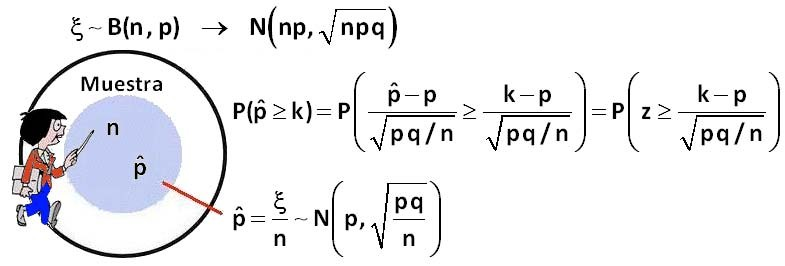 ξ ~ B(n , p) → N(np, √npq)
Muestra
n
p̂
P(p̂ ≥ k) = P( (p̂ − p)/√(pq / n) ≥ (k − p)/√(pq / n) ) = P( z ≥ (k − p)/√(pq / n) )
p̂ = ξ/n ~ N( p, √(pq/n) )